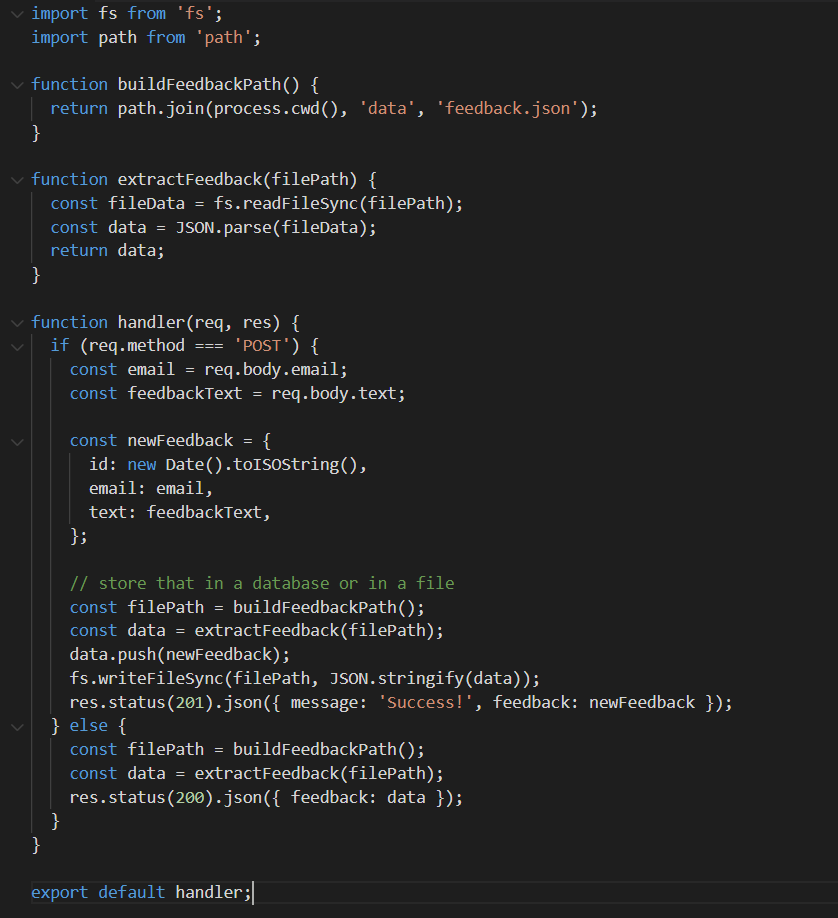 import fs from 'fs';
import path from 'path';

function buildFeedbackPath() {
  return path.join(process.cwd(), 'data', 'feedback.json');
}

function extractFeedback(filePath) {
  const fileData = fs.readFileSync(filePath);
  const data = JSON.parse(fileData);
  return data;
}

function handler(req, res) {
  if (req.method === 'POST') {
    const email = req.body.email;
    const feedbackText = req.body.text;

    const newFeedback = {
      id: new Date().toISOString(),
      email: email,
      text: feedbackText,
    };

    // store that in a database or in a file
    const filePath = buildFeedbackPath();
    const data = extractFeedback(filePath);
    data.push(newFeedback);
    fs.writeFileSync(filePath, JSON.stringify(data));
    res.status(201).json({ message: 'Success!', feedback: newFeedback });
  } else {
    const filePath = buildFeedbackPath();
    const data = extractFeedback(filePath);
    res.status(200).json({ feedback: data });
  }
}

export default handler;